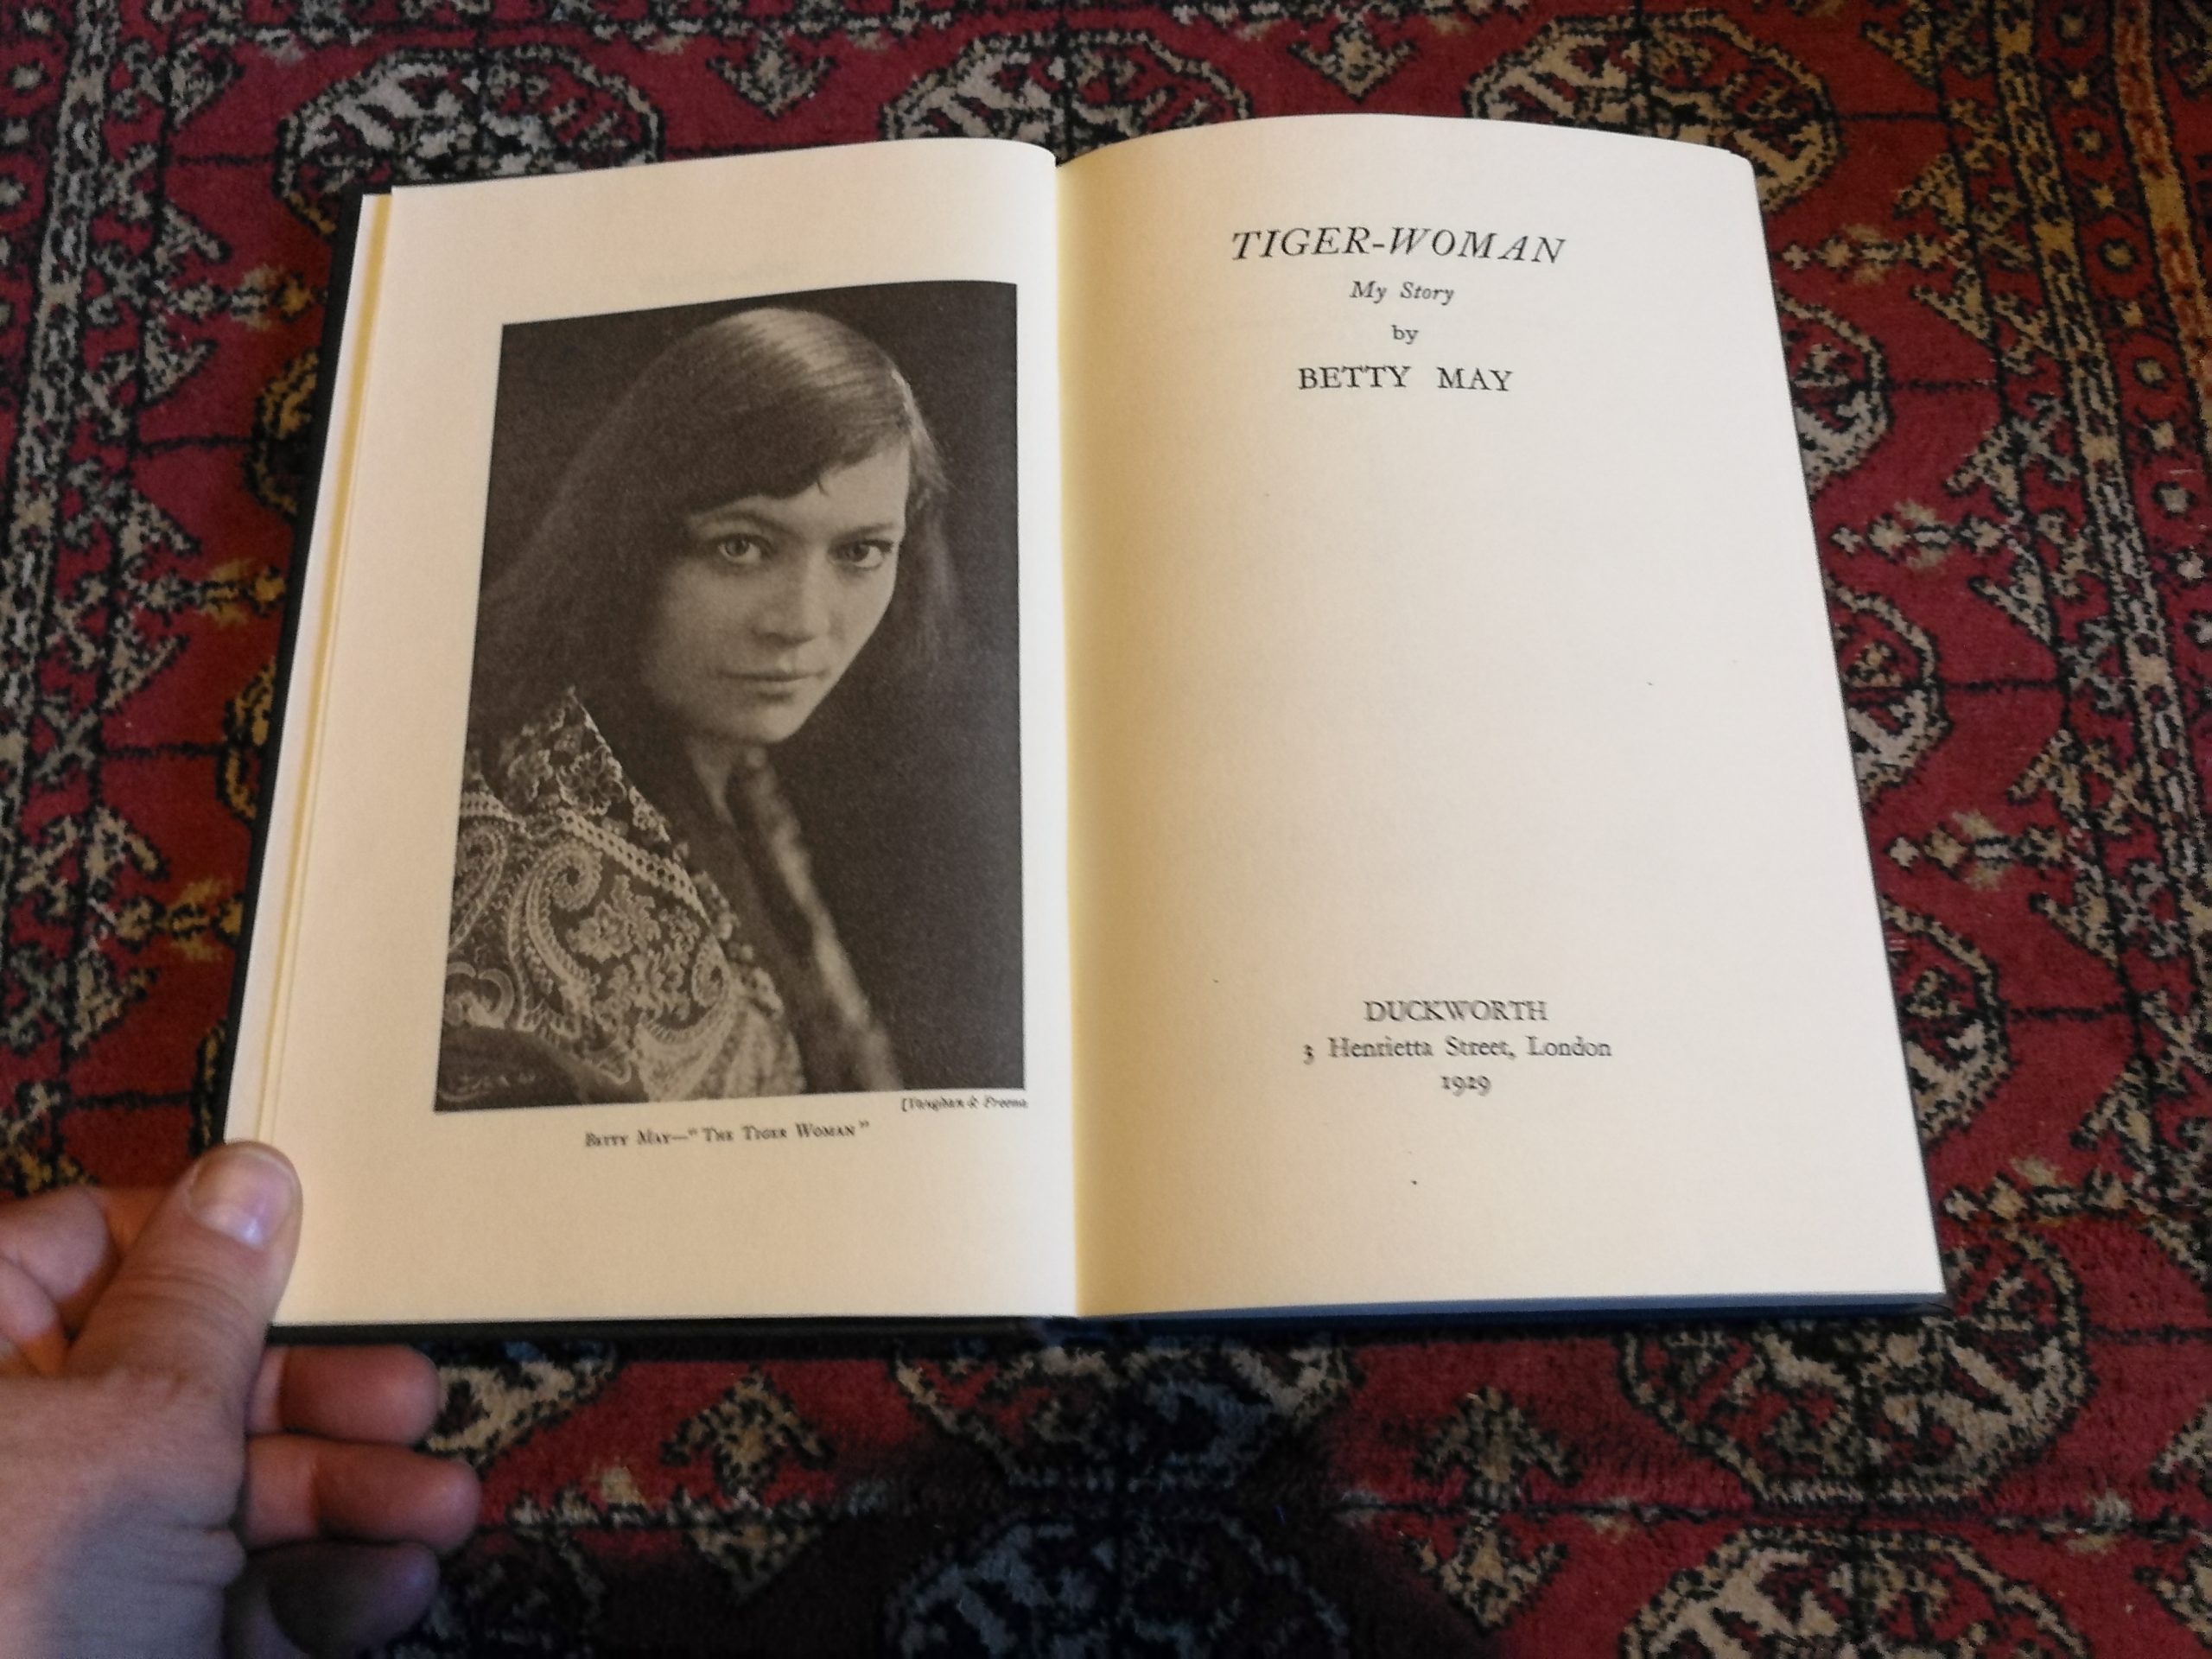 [Vaughan & Freeman
BETTY MAY—"THE TIGER WOMAN"
TIGER-WOMAN
My Story
by
BETTY MAY
DUCKWORTH
3 Henrietta Street, London
1929